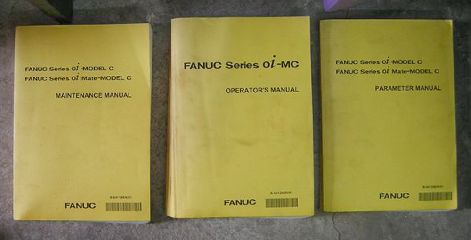 FANUC Series 0i-MODEL C
FANUC Series 0i Mate-MODEL C
MAINTENANCE MANUAL
FANUC
FANUC Series 0i-MC
OPERATOR'S MANUAL
FANUC
FANUC Series 0i-MODEL C
FANUC Series 0i Mate-MODEL C
PARAMETER MANUAL
FANUC